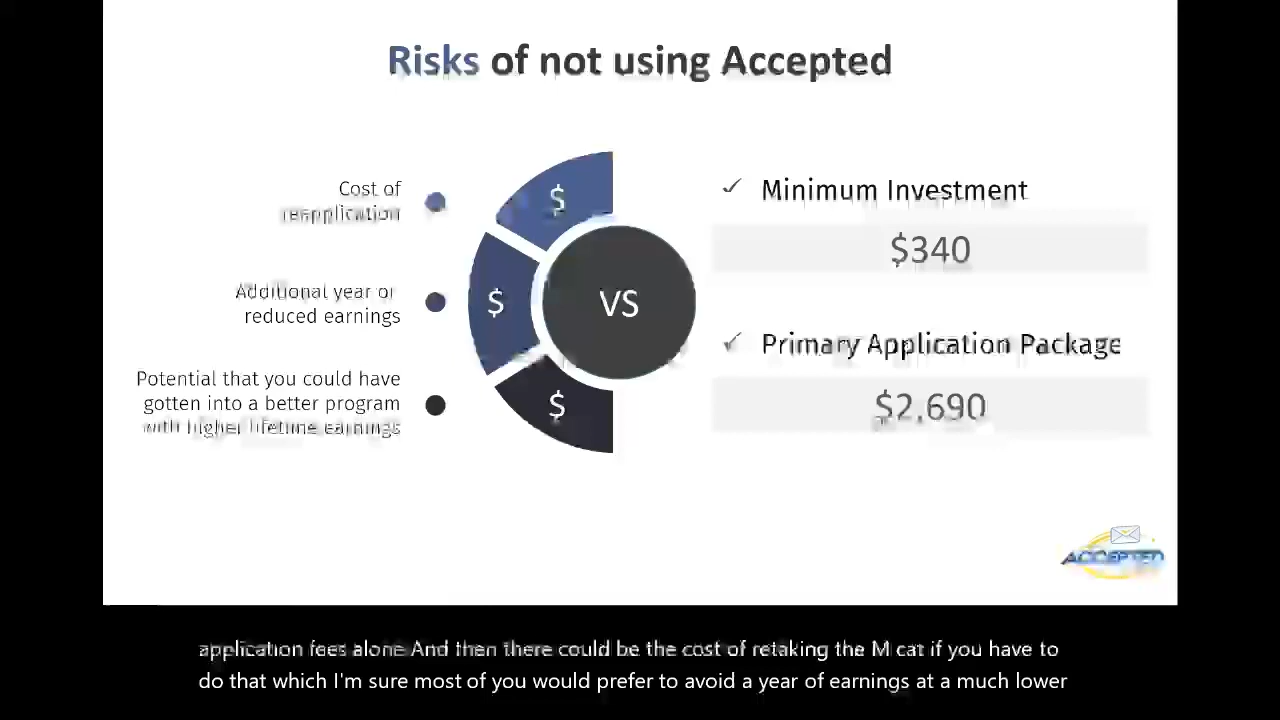 Risks of not using Accepted
Cost of
reapplication
Additional year or
reduced earnings
Potential that you could have
gotten into a better program
with higher lifetime earnings
$
$
$
VS
✓ Minimum Investment
$340
✓ Primary Application Package
$2,690
ACCEPTED
application fees alone And then there could be the cost of retaking the M cat if you have to
do that which I'm sure most of you would prefer to avoid a year of earnings at a much lower